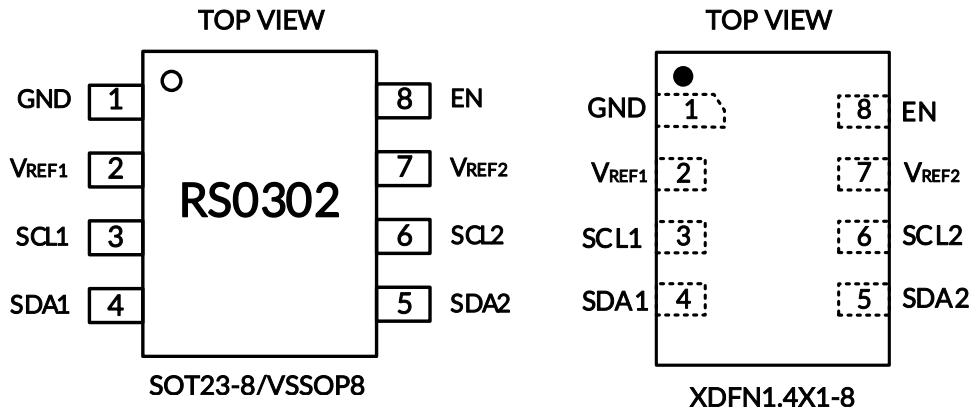 TOP VIEW
GND 1 8 EN
VREF1 2 7 VREF2
RS0302
SCL1 3 6 SCL2
SDA1 4 5 SDA2
SOT23-8/VSSOP8
TOP VIEW
GND 1 8 EN
VREF1 2 7 VREF2
SCL1 3 6 SCL2
SDA1 4 5 SDA2
XDFN1.4X1-8